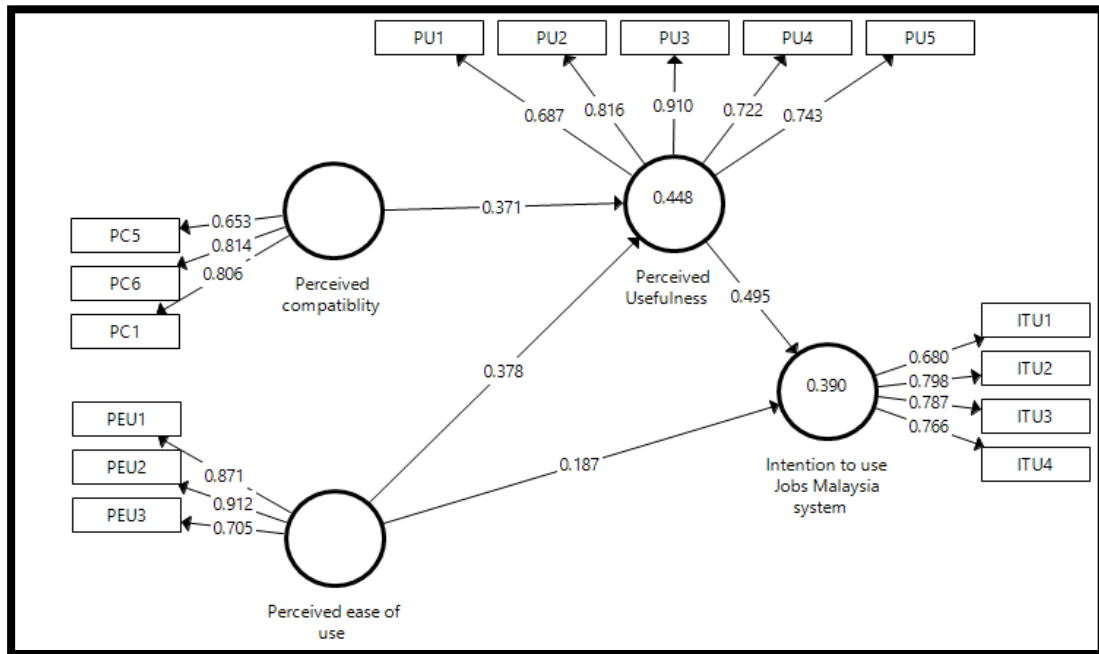 PU1
PU2
PU3
PU4
PU5
0.687
0.816
0.910
0.722
0.743
0.448
Perceived
Usefulness
0.371
PC5
PC6
PC1
0.653
0.814
0.806
Perceived
compatiblity
0.378
0.495
0.187
ITU1
ITU2
ITU3
ITU4
0.680
0.798
0.787
0.766
0.390
Intention to use
Jobs Malaysia
system
PEU1
PEU2
PEU3
0.871
0.912
0.705
Perceived ease of
use